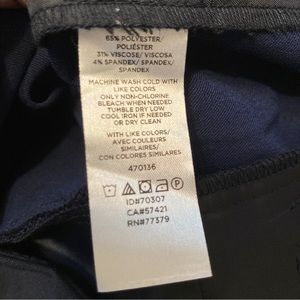 65% POLYESTER/
POLIÉSTER
31% VISCOSE/ VISCOSA
4% SPANDEX/ SPANDEX/
SPANDEX
MACHINE WASH COLD WITH
LIKE COLORS
ONLY NON-CHLORINE
BLEACH WHEN NEEDED
TUMBLE DRY LOW
COOL IRON IF NEEDED
OR DRY CLEAN
WITH LIKE COLORS/
AVEC COULEURS
SIMILAIRES/
CON COLORES SIMILARES
470136
ID#70307
CA#57421
RN#77379